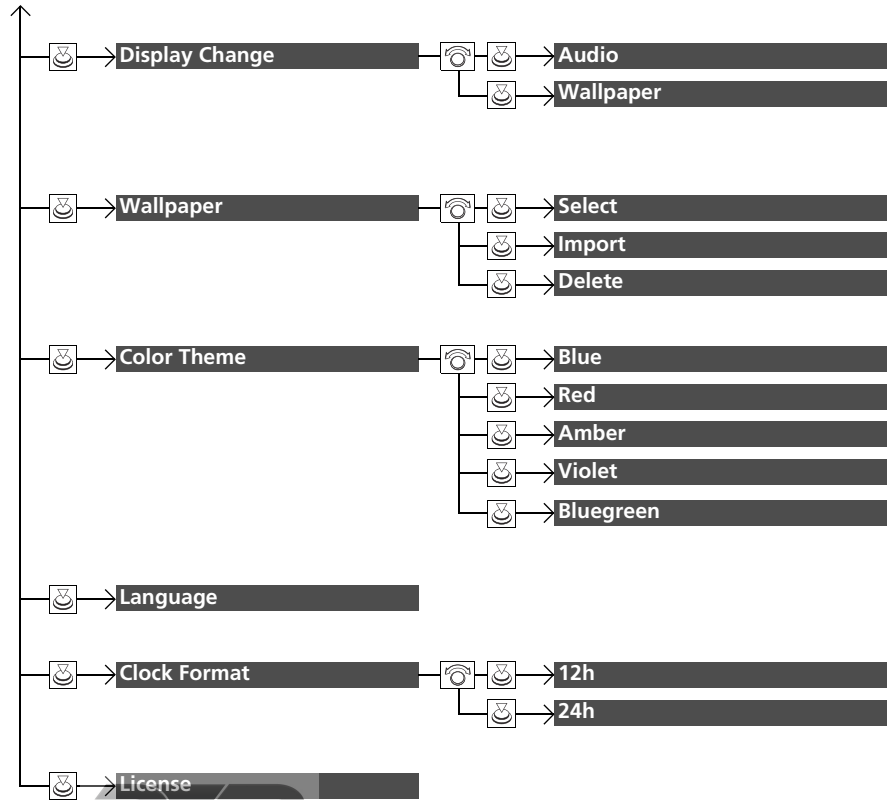 Display Change
Audio
Wallpaper
Wallpaper
Select
Import
Delete
Color Theme
Blue
Red
Amber
Violet
Bluegreen
Language
Clock Format
12h
24h
License